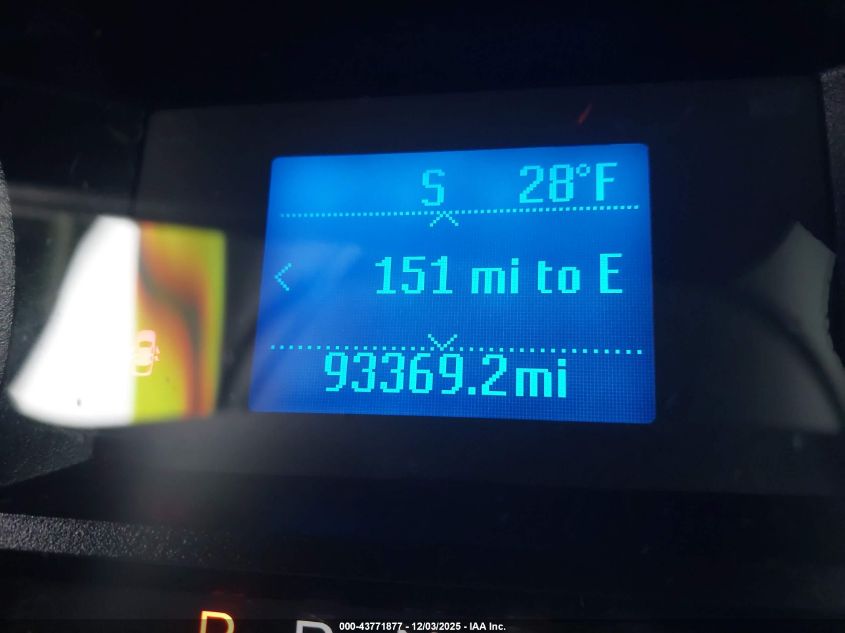 S 28°F
151 mi to E
93369.2mi
P
000-43771877 - 12/03/2025 - IAA Inc.